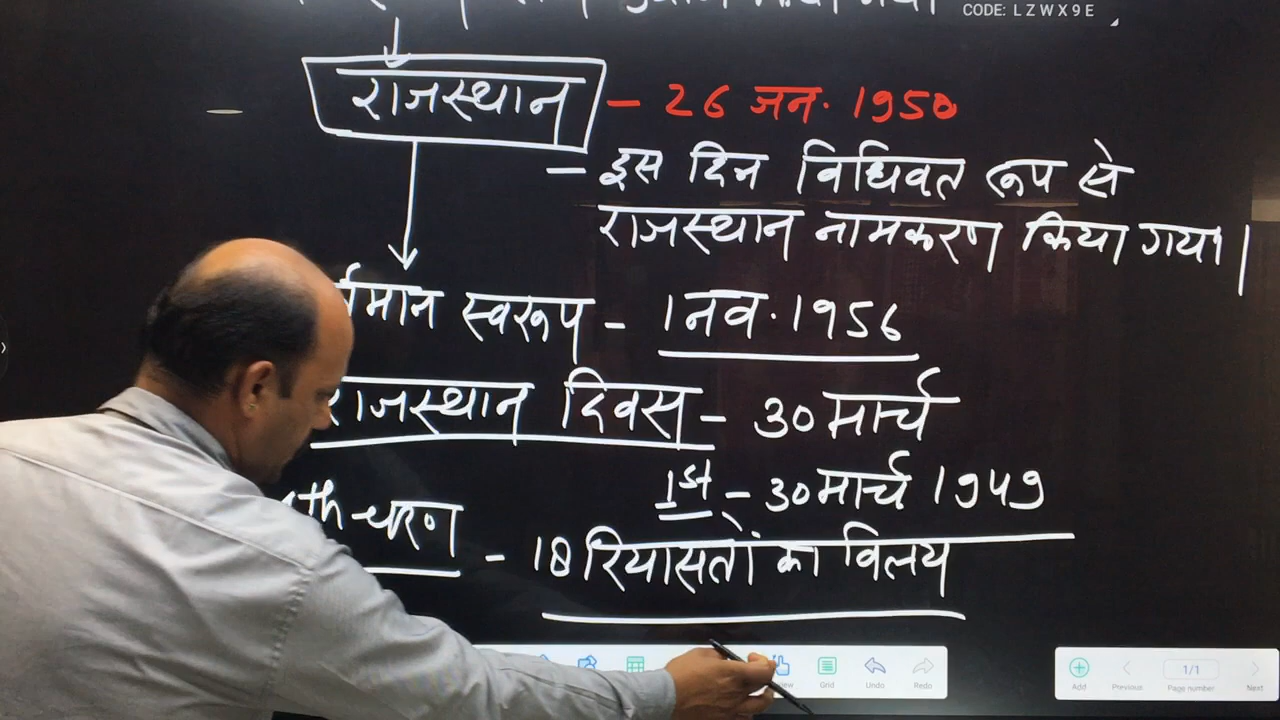 CODE: LZWX9E
राजस्थान - 26 जन. 1950
- इस दिन विधिवत रूप से
राजस्थान नामकरण किया गया।
स्वरूप - 1 नव. 1956
राजस्थान दिवस - 30 मार्च
1st - 30 मार्च 1949
चरण - 18 रियासतों का विलय
Grid Undo Redo
Add Previous 1/1 Page number Next